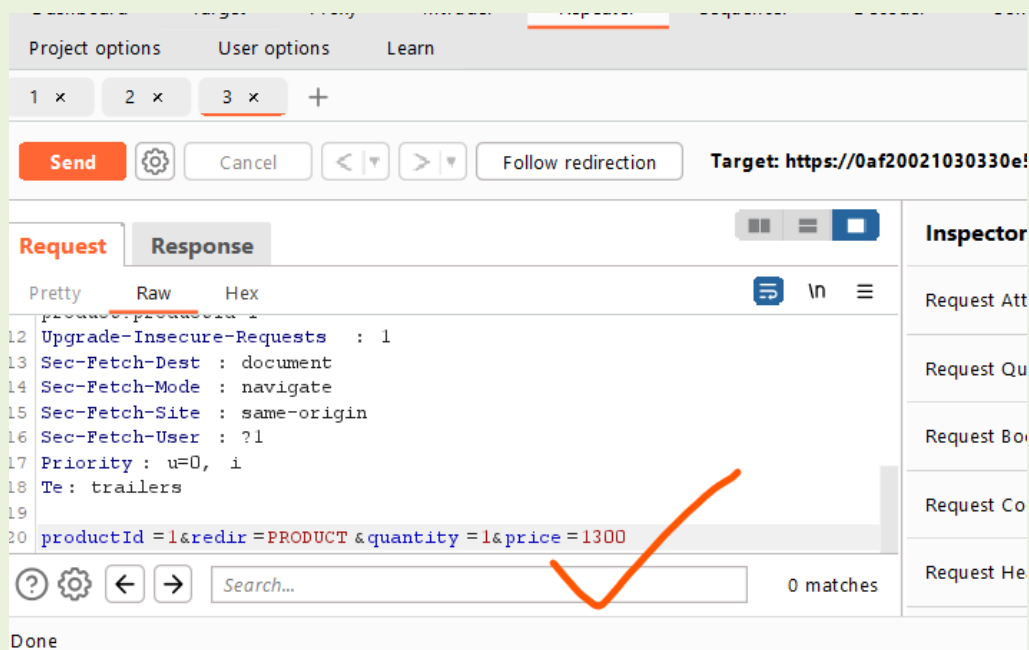 Project options User options Learn
1 × 2 × 3 × +
Send Cancel < > Follow redirection Target: https://0af20021030330e
Request Response Inspector
Pretty Raw Hex \n Request Att
12 Upgrade-Insecure-Requests : 1
13 Sec-Fetch-Dest : document
14 Sec-Fetch-Mode : navigate
Request Qu
15 Sec-Fetch-Site : same-origin
16 Sec-Fetch-User : ?1
Request Bo
17 Priority : u=0, i
18 Te: trailers
19 Request Co
20 productId =1&redir =PRODUCT &quantity =1&price =1300
? Search... 0 matches Request He
Done